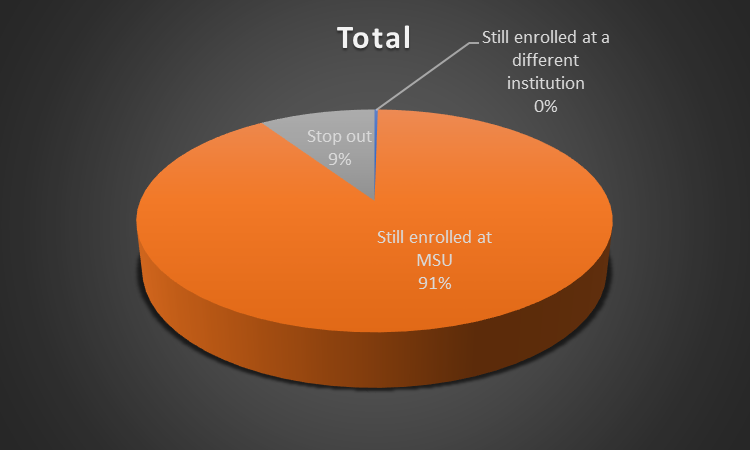 Total
Still enrolled at a
different
institution
0%
Stop out
9%
Still enrolled at
MSU
91%